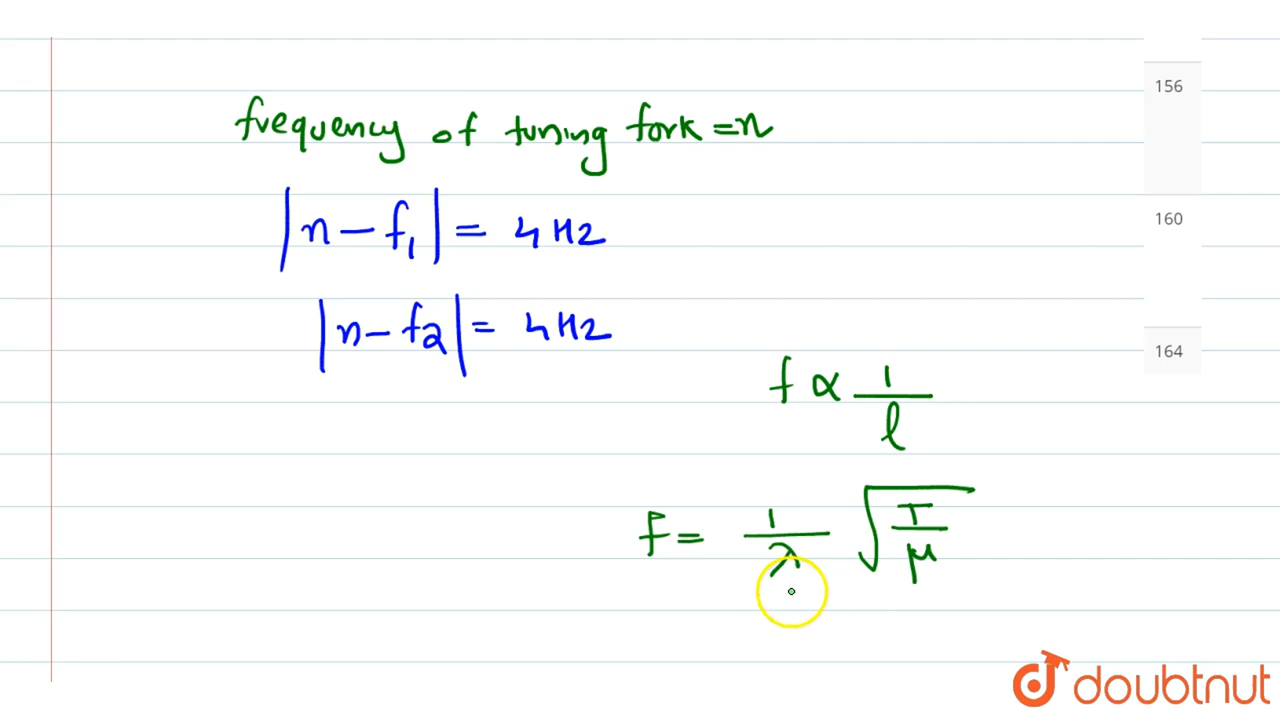 frequency of tuning fork = n
|n - f₁| = 4 Hz
|n - f2| = 4 Hz
f ∝ 1/l
f = 1/λ √(T/μ)
156
160
164
doubtnut